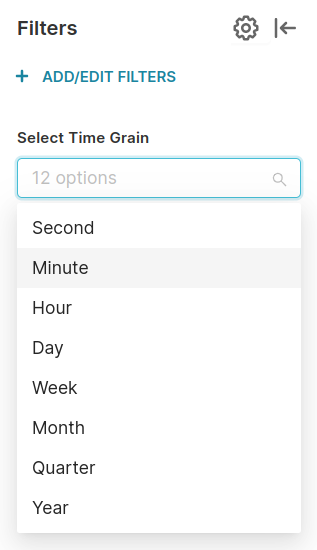 Filters
ADD/EDIT FILTERS
Select Time Grain
12 options
Second
Minute
Hour
Day
Week
Month
Quarter
Year